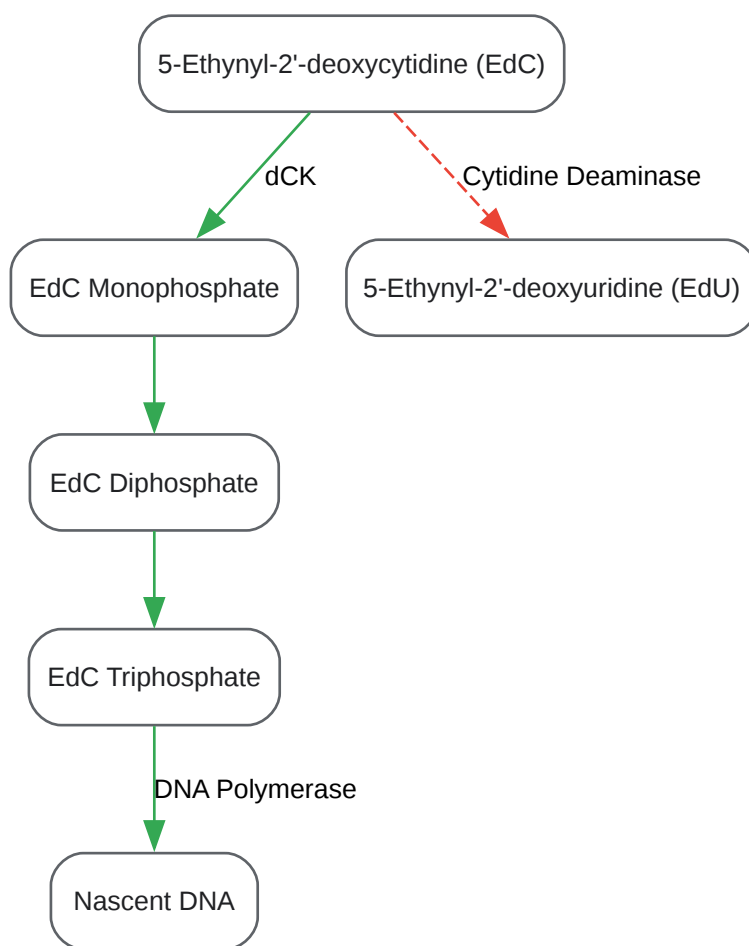 5-Ethynyl-2'-deoxycytidine (EdC)
dCK
Cytidine Deaminase
EdC Monophosphate
5-Ethynyl-2'-deoxyuridine (EdU)
EdC Diphosphate
EdC Triphosphate
DNA Polymerase
Nascent DNA